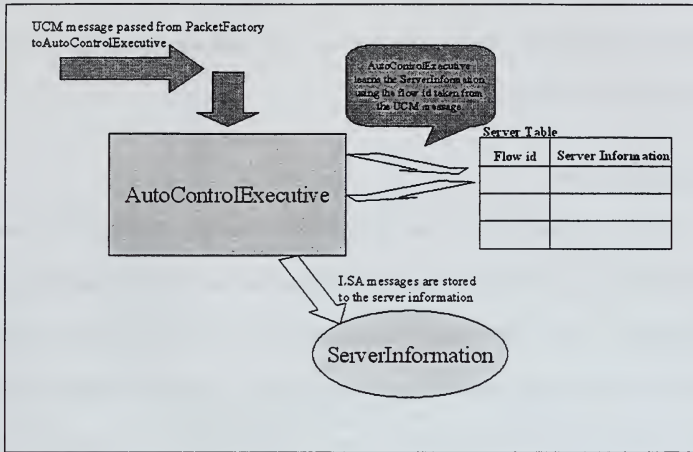 UCM message passed from PacketFactory
toAutoControlExecutive
AutoControlExecutive
learns the ServerInformation
using the flow id taken from
the UCM message
Server Table
Flow id
Server Information
AutoControlExecutive
LSA messages are stored
to the server information
ServerInformation